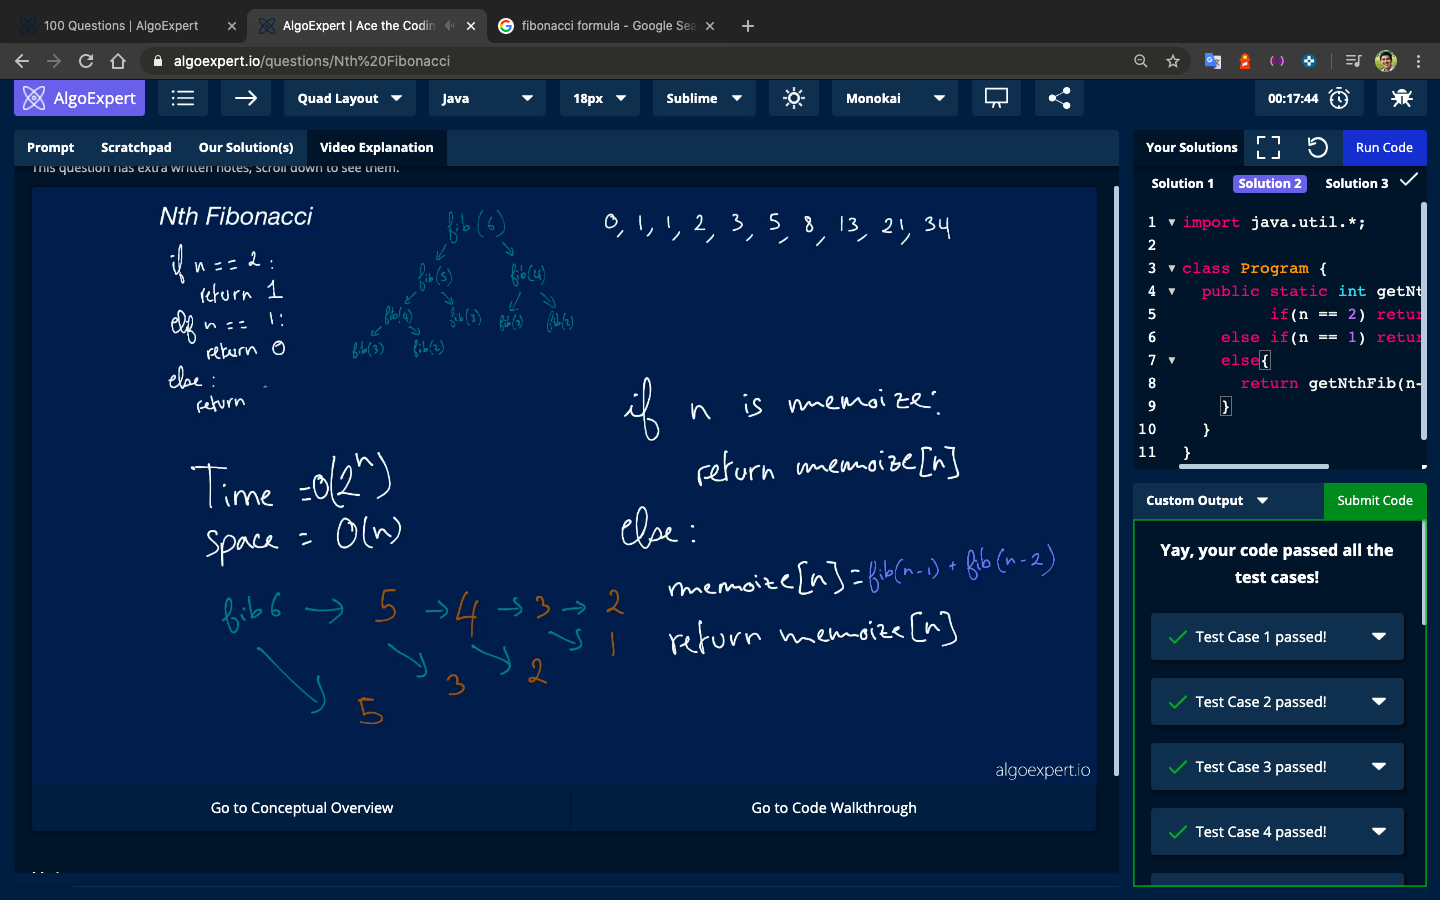 100 Questions | AlgoExpert
AlgoExpert | Ace the Codin
fibonacci formula - Google Sea
algoexpert.io/questions/Nth%20Fibonacci
AlgoExpert
Quad Layout
Java
18px
Sublime
Monokai
00:17:44
Prompt
Scratchpad
Our Solution(s)
Video Explanation
This question has extra written notes; scroll down to see them.
Nth Fibonacci
if n == 2 :
return 1
elif n == 1:
return 0
else :
return
fib(6)
fib(5) fib(4)
fib(4) fib(3) fib(3) fib(2)
fib(3) fib(2)
0, 1, 1, 2, 3, 5, 8, 13, 21, 34
Time = O(2^n)
space = O(n)
if n is memoize:
return memoize[n]
else :
memoize[n] = fib(n-1) + fib(n-2)
return memoize[n]
fib 6 → 5 → 4 → 3 → 2
5 3 2 1
algoexpert.io
Go to Conceptual Overview
Go to Code Walkthrough
Your Solutions
Run Code
Solution 1
Solution 2
Solution 3
1 import java.util.*;
2
3 class Program {
4 public static int getNt
5 if(n == 2) retur
6 else if(n == 1) retur
7 else{
8 return getNthFib(n-
9 }
10 }
11 }
Custom Output
Submit Code
Yay, your code passed all the
test cases!
Test Case 1 passed!
Test Case 2 passed!
Test Case 3 passed!
Test Case 4 passed!